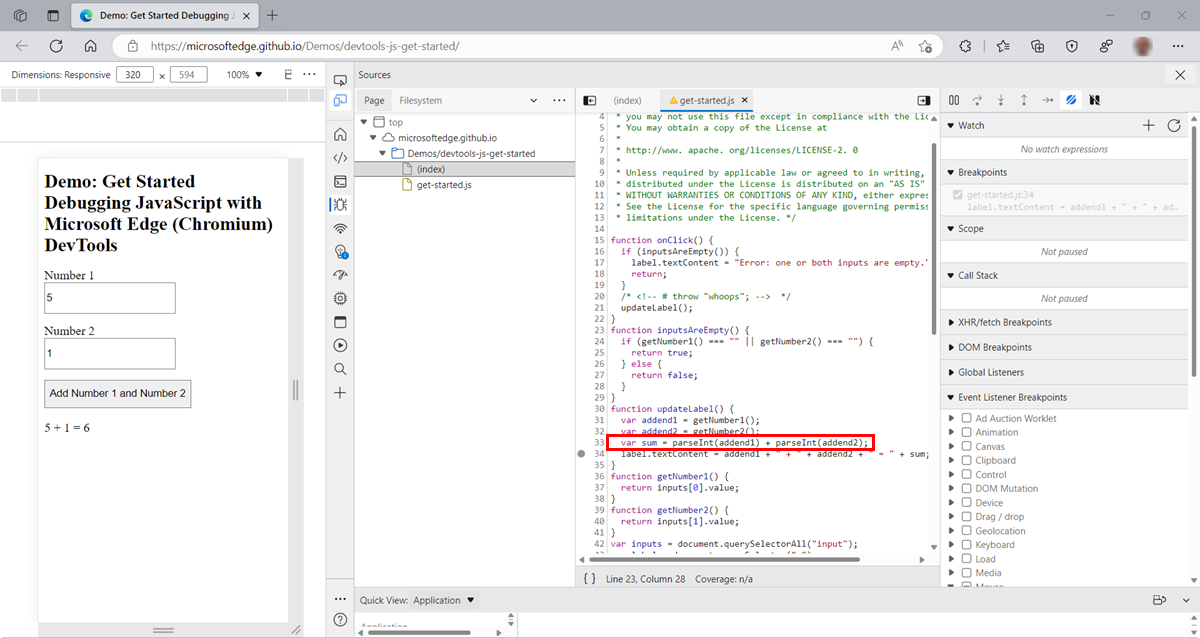 Demo: Get Started Debugging J
https://microsoftedge.github.io/Demos/devtools-js-get-started/
Dimensions: Responsive 320 x 594 100%
Demo: Get Started
Debugging JavaScript with
Microsoft Edge (Chromium)
DevTools
Number 1
5
Number 2
1
Add Number 1 and Number 2
5 + 1 = 6
Sources
Page Filesystem
top
microsoftedge.github.io
Demos/devtools-js-get-started
(index)
get-started.js
(index) get-started.js
4 * you may not use this file except in compliance with the Lic
5 * You may obtain a copy of the License at
6 *
7 * http://www. apache. org/licenses/LICENSE-2. 0
8 *
9 * Unless required by applicable law or agreed to in writing,
10 * distributed under the License is distributed on an "AS IS"
11 * WITHOUT WARRANTIES OR CONDITIONS OF ANY KIND, either expre
12 * See the License for the specific language governing permiss
13 * limitations under the License. */
14
15 function onClick() {
16 if (inputsAreEmpty()) {
17 label.textContent = "Error: one or both inputs are empty."
18 return;
19 }
20 /* <!-- # throw "whoops"; --> */
21 updateLabel();
22 }
23 function inputsAreEmpty() {
24 if (getNumber1() === "" || getNumber2() === "") {
25 return true;
26 } else {
27 return false;
28 }
29 }
30 function updateLabel() {
31 var addend1 = getNumber1();
32 var addend2 = getNumber2();
33 var sum = parseInt(addend1) + parseInt(addend2);
34 label.textContent = addend1 + " + " + addend2 + " = " + sum;
35 }
36 function getNumber1() {
37 return inputs[0].value;
38 }
39 function getNumber2() {
40 return inputs[1].value;
41 }
42 var inputs = document.querySelectorAll("input");
{ } Line 23, Column 28 Coverage: n/a
Watch
No watch expressions
Breakpoints
get-started.js:34
label.textContent = addend1 + " + " + ad…
Scope
Not paused
Call Stack
Not paused
XHR/fetch Breakpoints
DOM Breakpoints
Global Listeners
Event Listener Breakpoints
Ad Auction Worklet
Animation
Canvas
Clipboard
Control
DOM Mutation
Device
Drag / drop
Geolocation
Keyboard
Load
Media
Mouse
Quick View: Application
Application